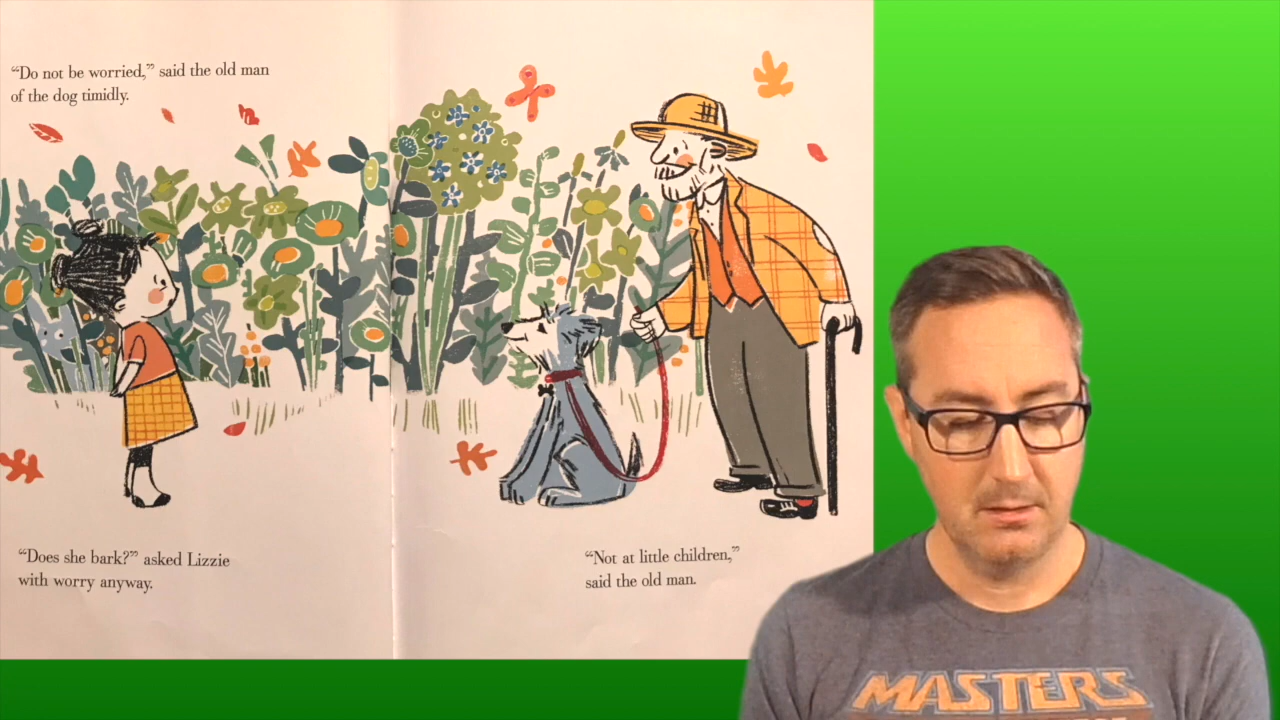 “Do not be worried,” said the old man
of the dog timidly.
“Does she bark?” asked Lizzie
with worry anyway.
“Not at little children,”
said the old man.
MASTERS